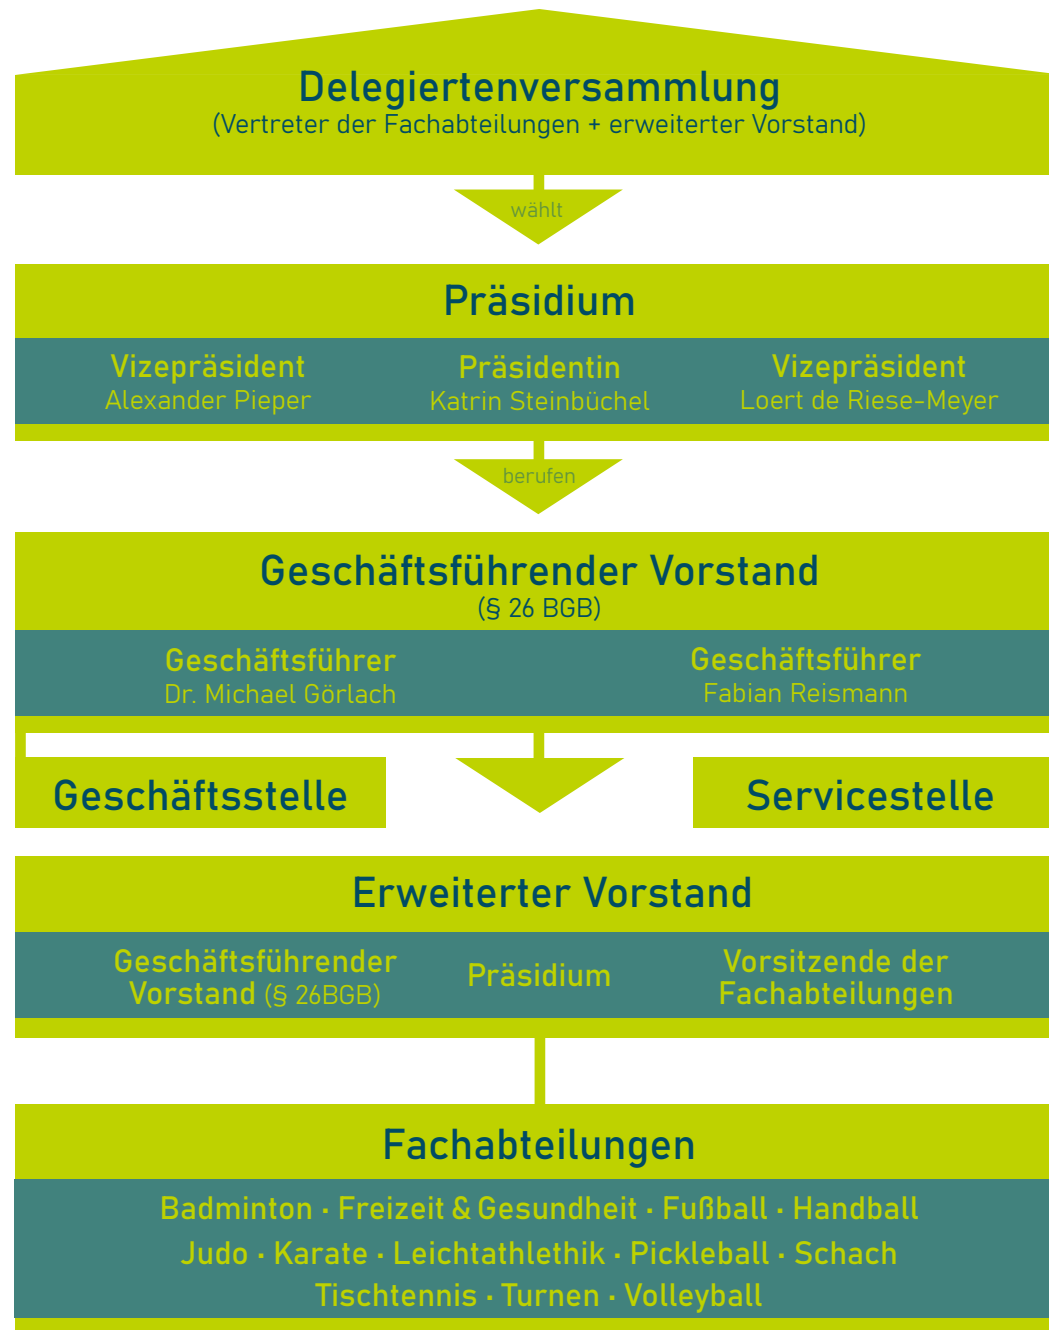 Delegiertenversammlung
(Vertreter der Fachabteilungen + erweiterter Vorstand)
wählt
Präsidium
Vizepräsident
Alexander Pieper
Präsidentin
Katrin Steinbüchel
Vizepräsident
Loert de Riese-Meyer
berufen
Geschäftsführender Vorstand
(§ 26 BGB)
Geschäftsführer
Dr. Michael Görlach
Geschäftsführer
Fabian Reismann
Geschäftsstelle
Servicestelle
Erweiterter Vorstand
Geschäftsführender
Vorstand (§ 26BGB)
Präsidium
Vorsitzende der
Fachabteilungen
Fachabteilungen
Badminton · Freizeit & Gesundheit · Fußball · Handball
Judo · Karate · Leichtathlethik · Pickleball · Schach
Tischtennis · Turnen · Volleyball